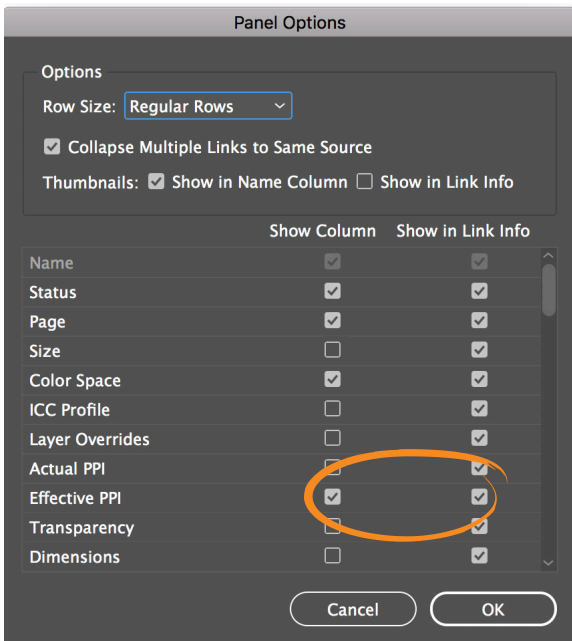 Panel Options
Options
Row Size: Regular Rows
Collapse Multiple Links to Same Source
Thumbnails: Show in Name Column Show in Link Info
Show Column Show in Link Info
Name
Status
Page
Size
Color Space
ICC Profile
Layer Overrides
Actual PPI
Effective PPI
Transparency
Dimensions
Cancel OK